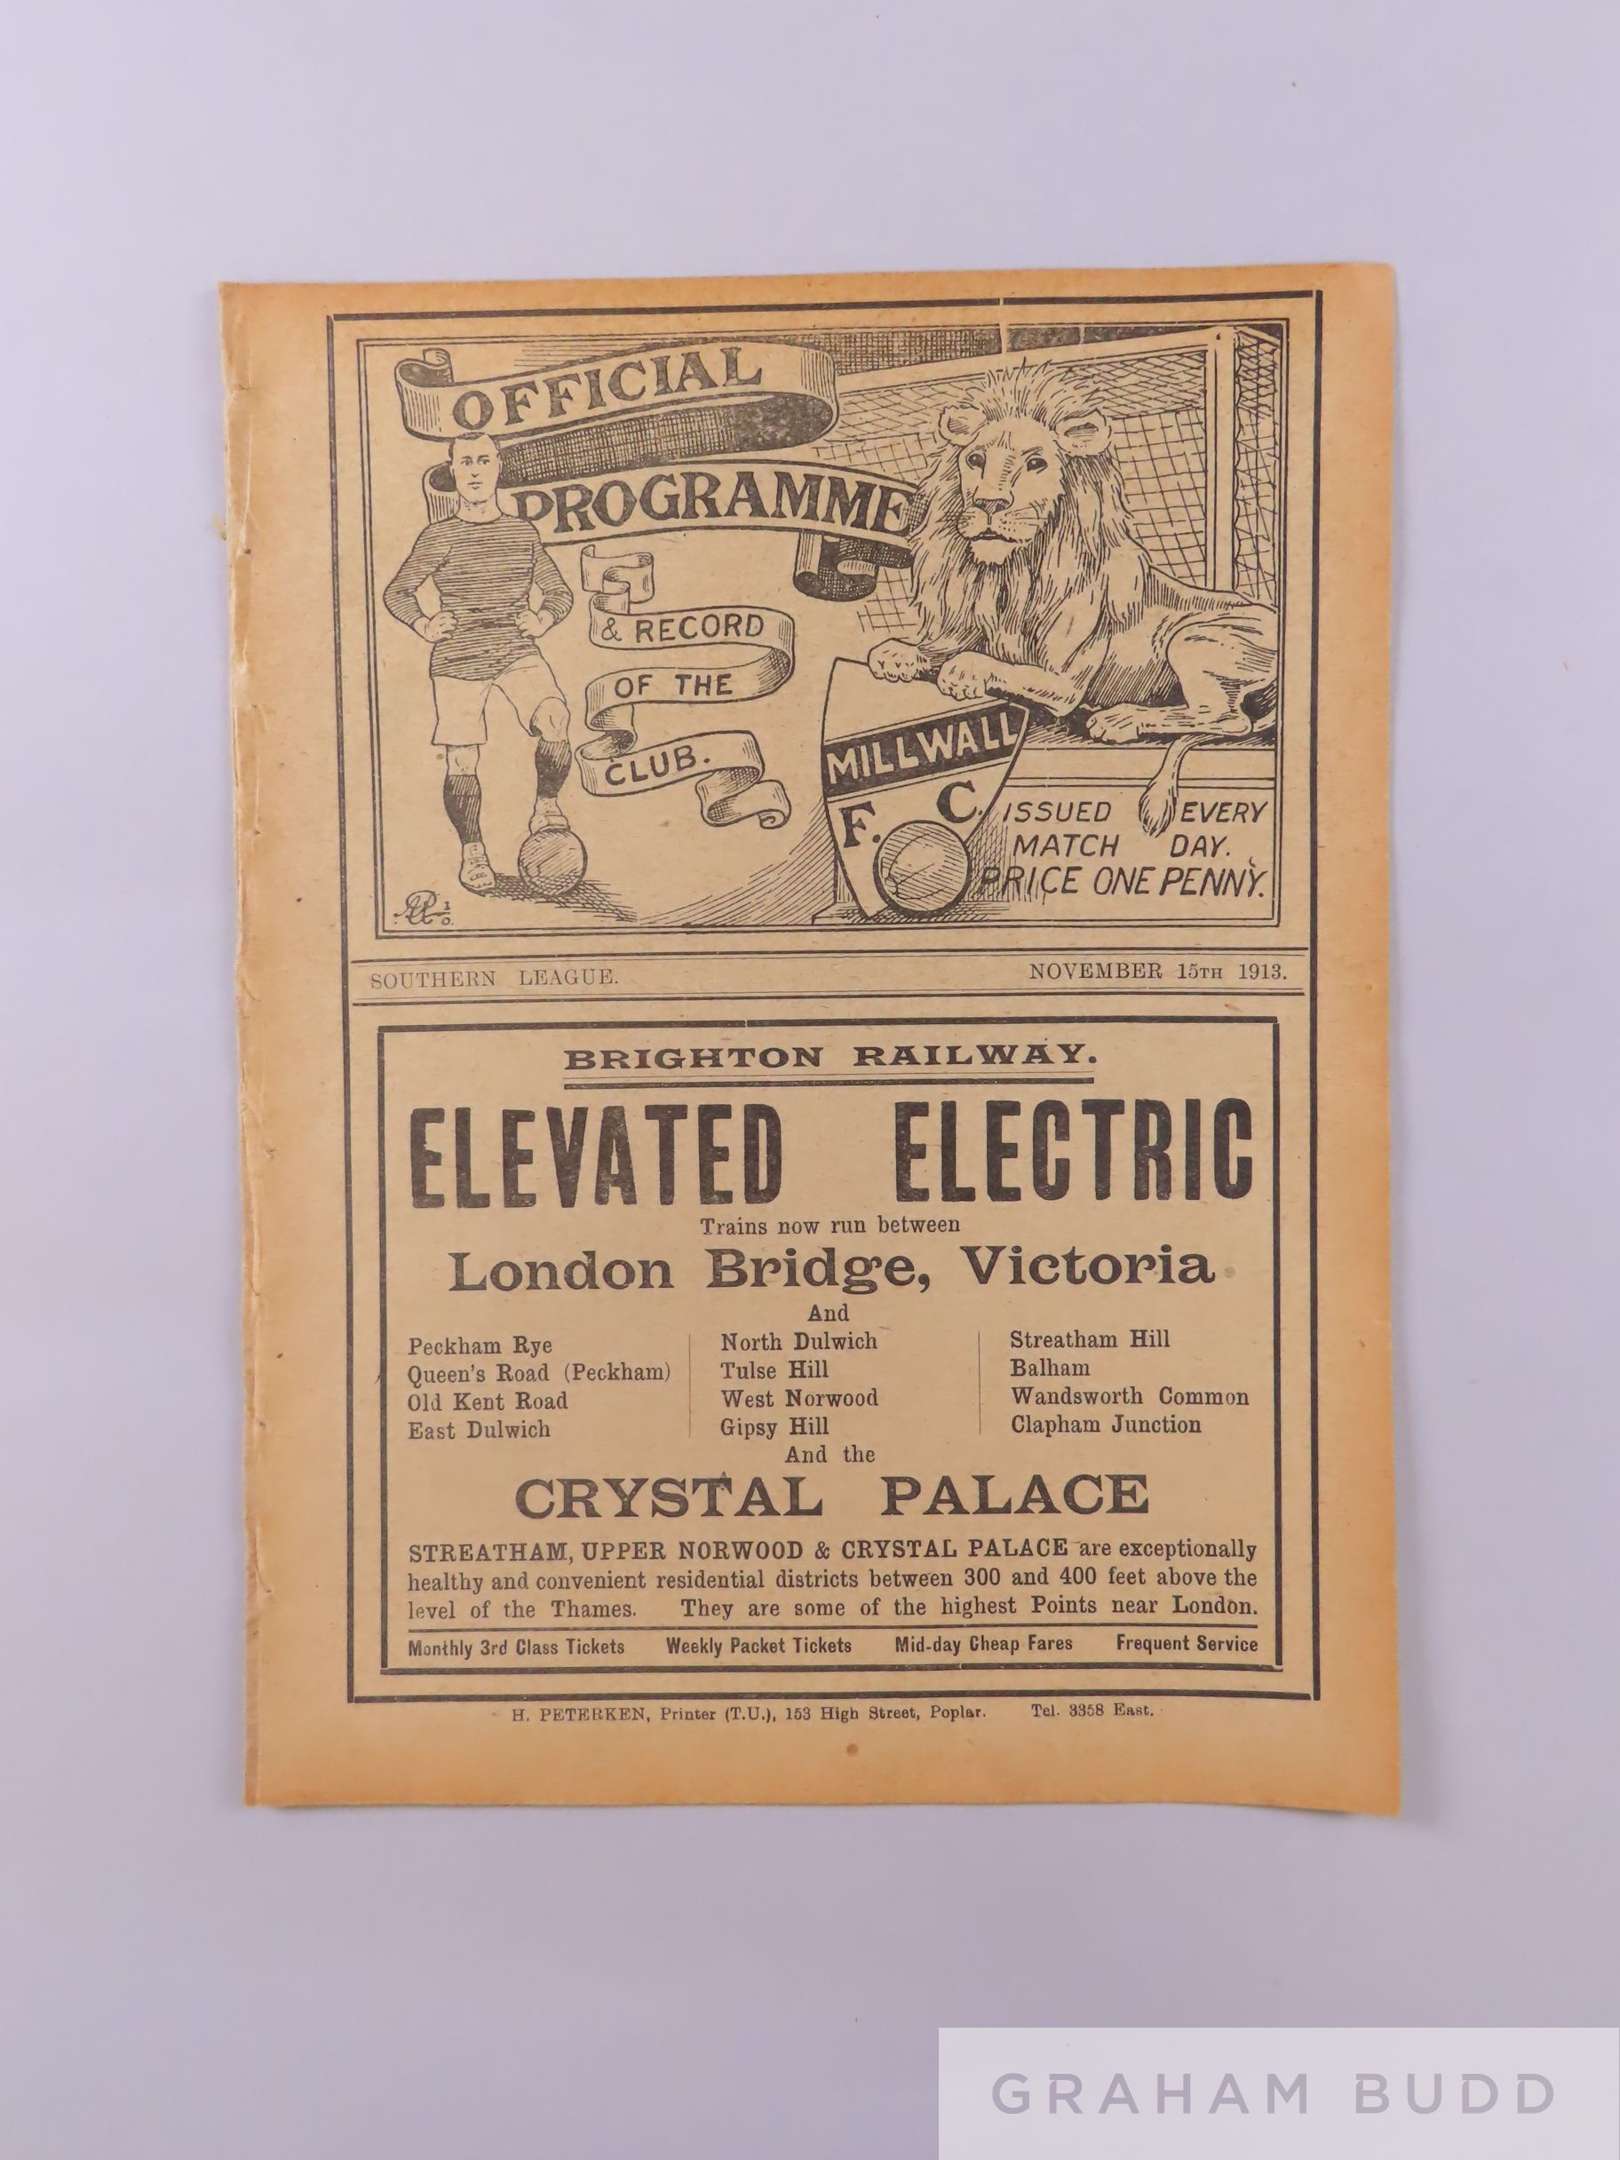 OFFICIAL
PROGRAMME
& RECORD
OF THE
CLUB.
MILLWALL
F. C.
ISSUED EVERY
MATCH DAY.
PRICE ONE PENNY.
SOUTHERN LEAGUE. NOVEMBER 15TH 1913.
BRIGHTON RAILWAY.
ELEVATED ELECTRIC
Trains now run between
London Bridge, Victoria
And
Peckham Rye North Dulwich Streatham Hill
Queen's Road (Peckham) Tulse Hill Balham
Old Kent Road West Norwood Wandsworth Common
East Dulwich Gipsy Hill Clapham Junction
And the
CRYSTAL PALACE
STREATHAM, UPPER NORWOOD & CRYSTAL PALACE are exceptionally
healthy and convenient residential districts between 300 and 400 feet above the
level of the Thames. They are some of the highest Points near London.
Monthly 3rd Class Tickets Weekly Packet Tickets Mid-day Cheap Fares Frequent Service
H. PETERKEN, Printer (T.U.), 153 High Street, Poplar. Tel. 3358 East.
GRAHAM BUDD